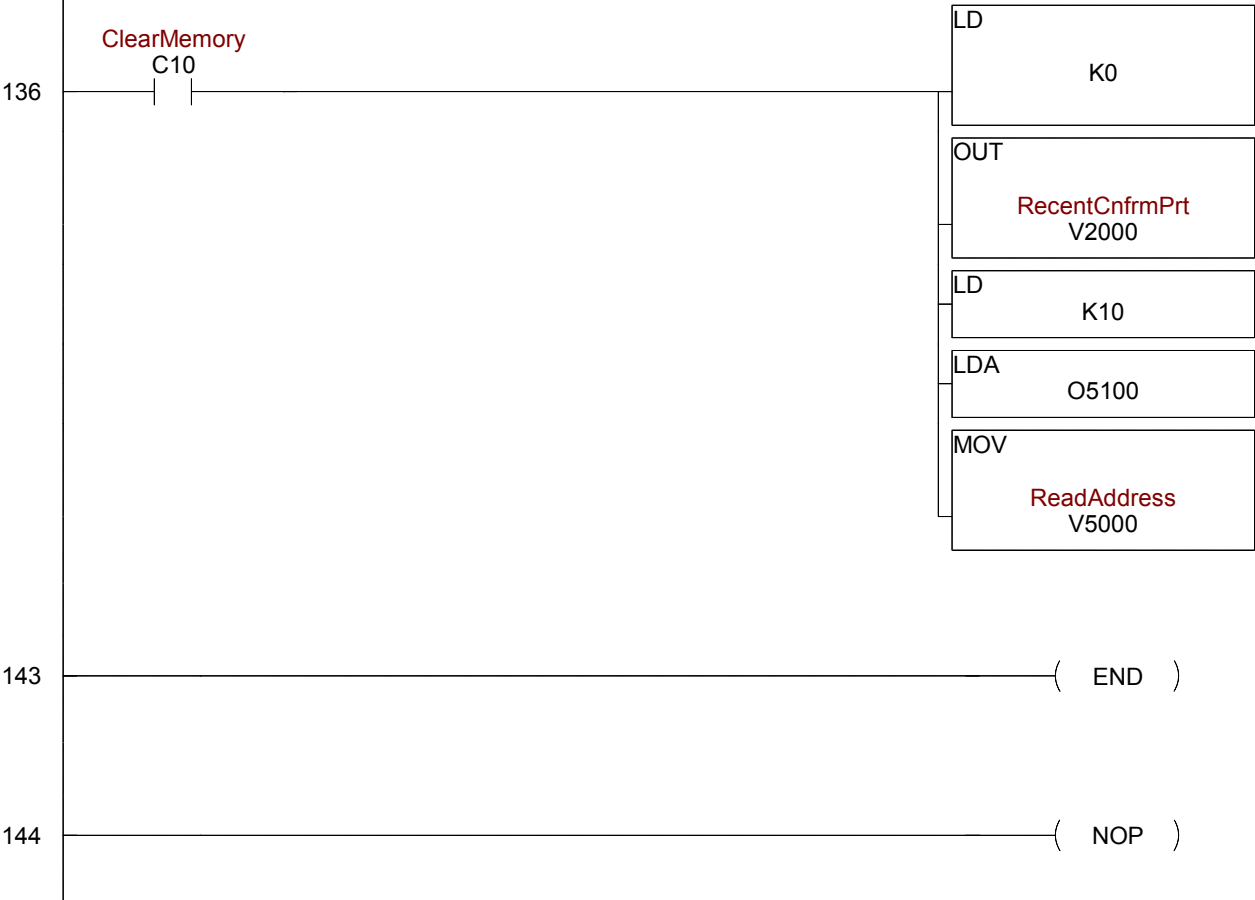 LD
ClearMemory
C10
K0
136
OUT
RecentCnfrmPrt
V2000
LD
K10
LDA
O5100
MOV
ReadAddress
V5000
143
END
144
NOP